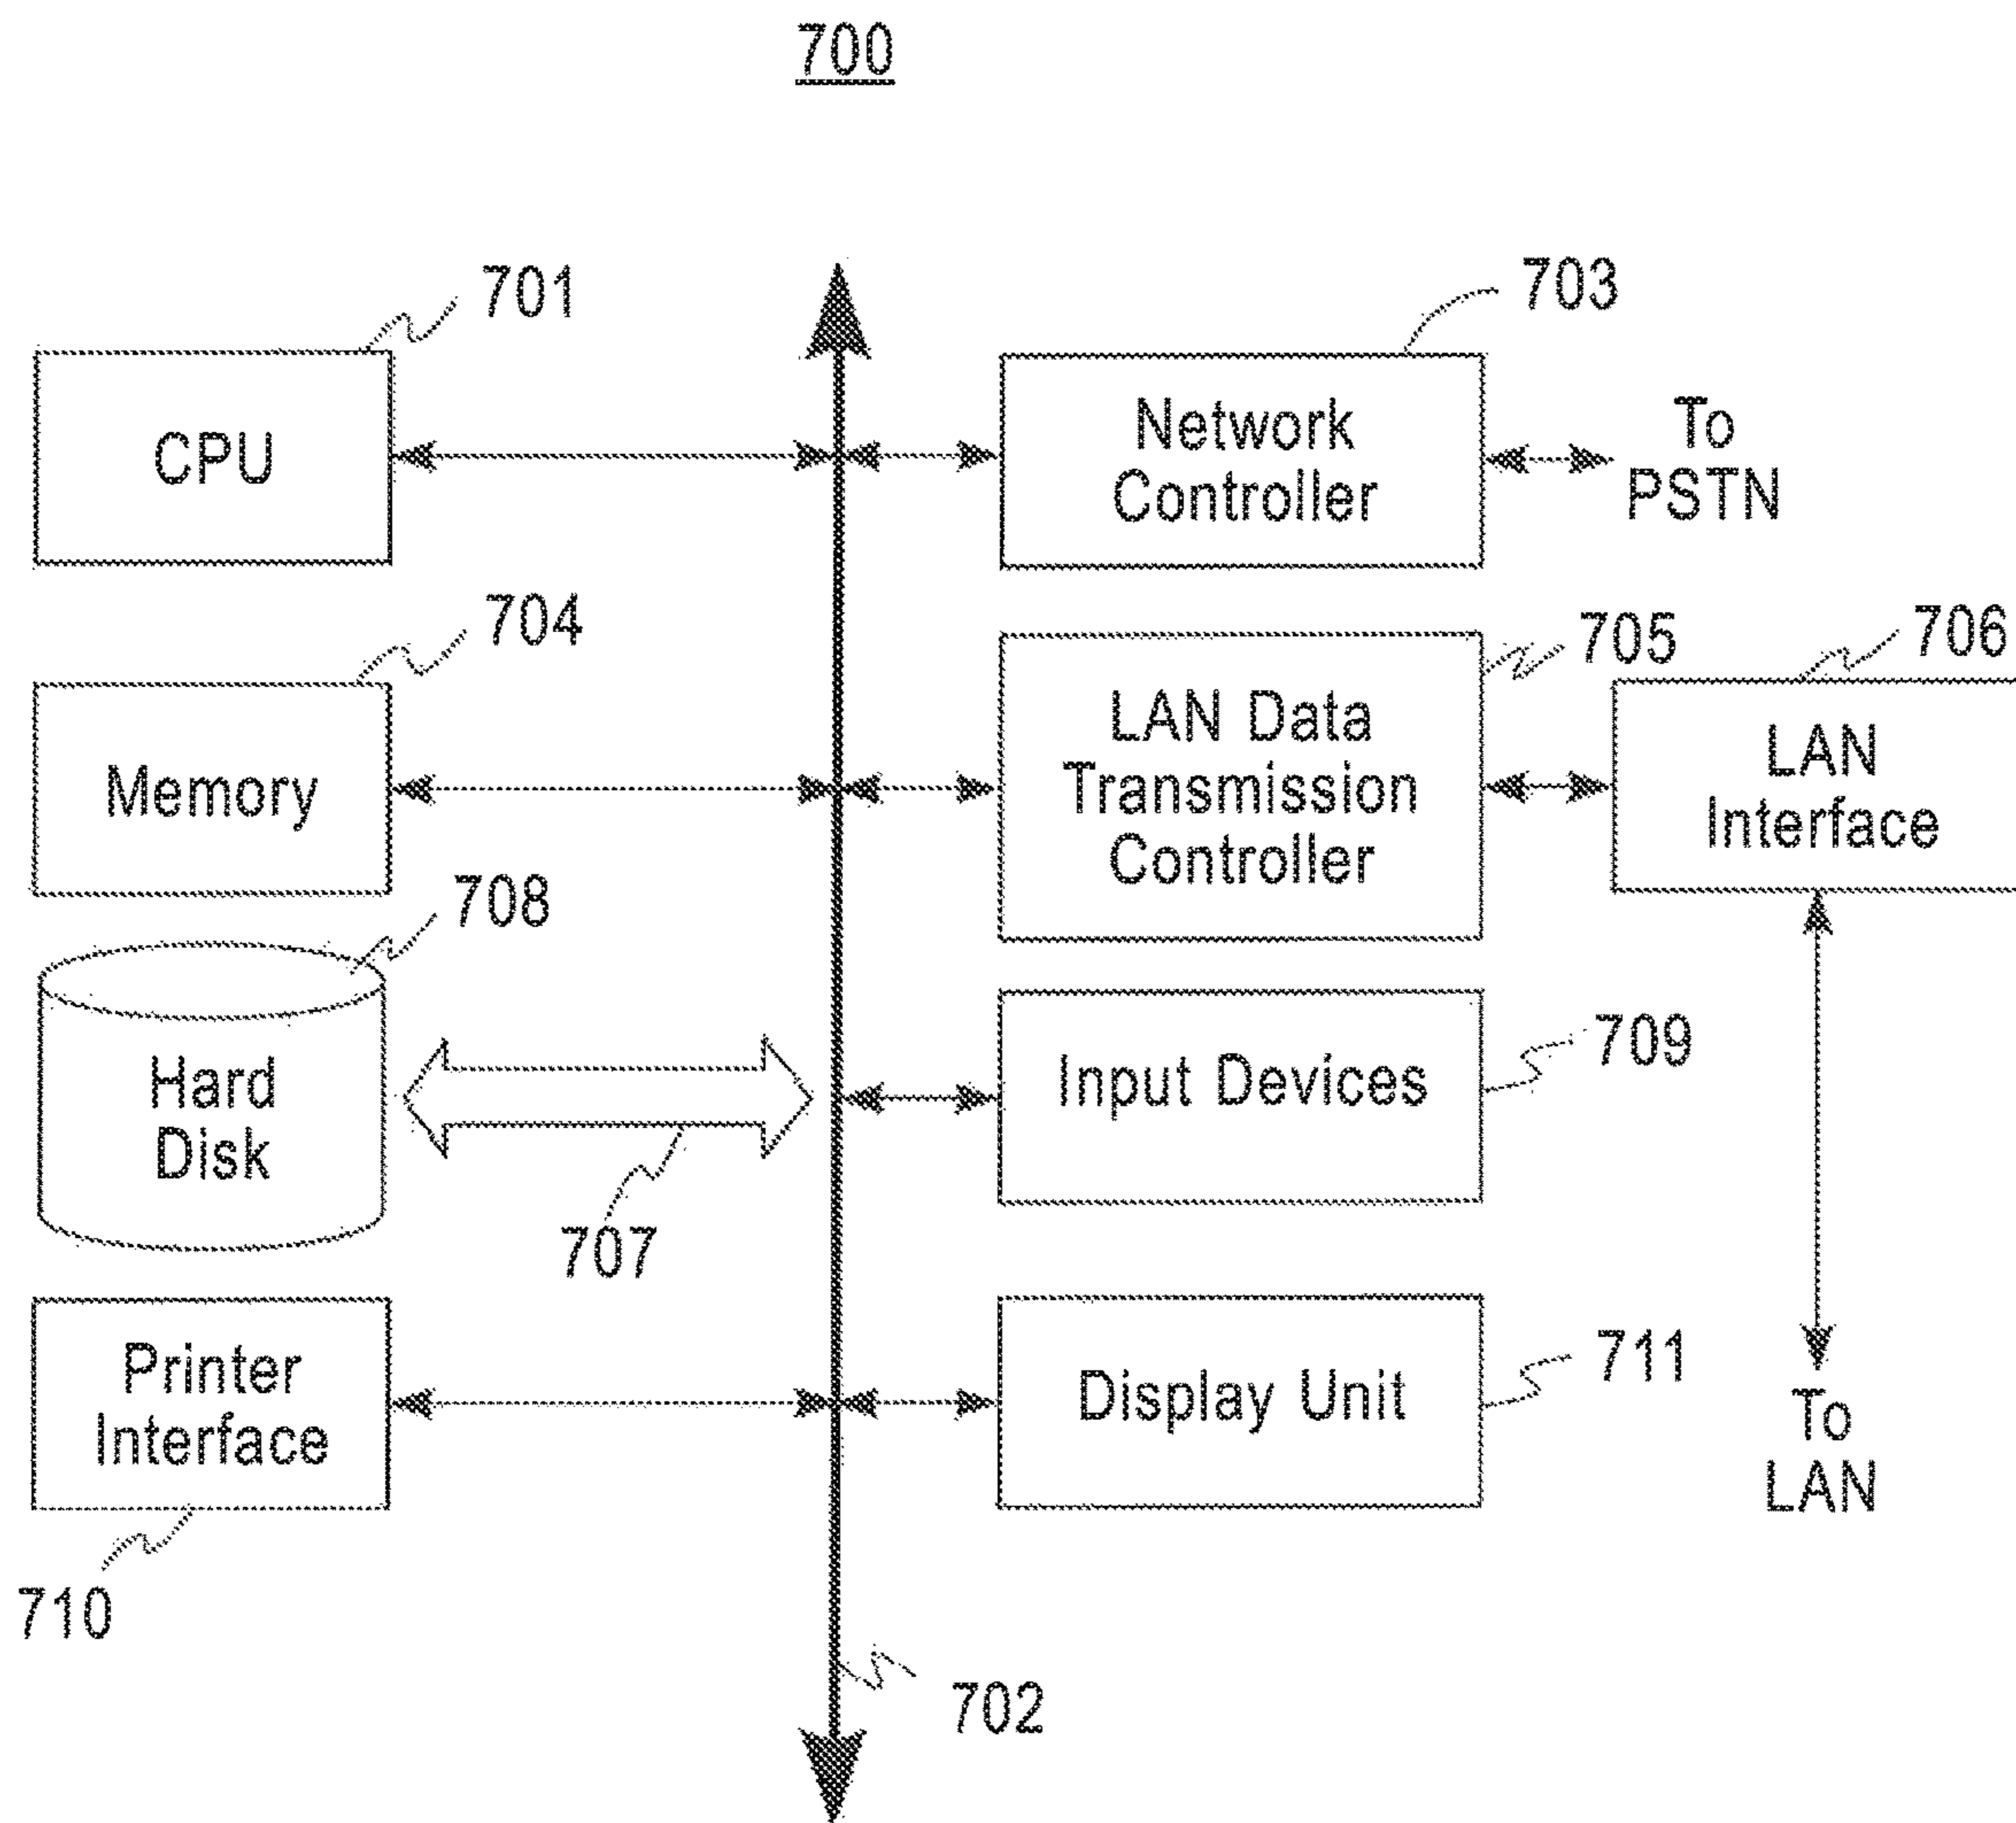 700
701
703
CPU
Network
Controller
To
PSTN
704
705
706
Memory
LAN Data
Transmission
Controller
LAN
Interface
708
Hard
Disk
707
Input Devices
709
Printer
Interface
Display Unit
711
To
LAN
710
702